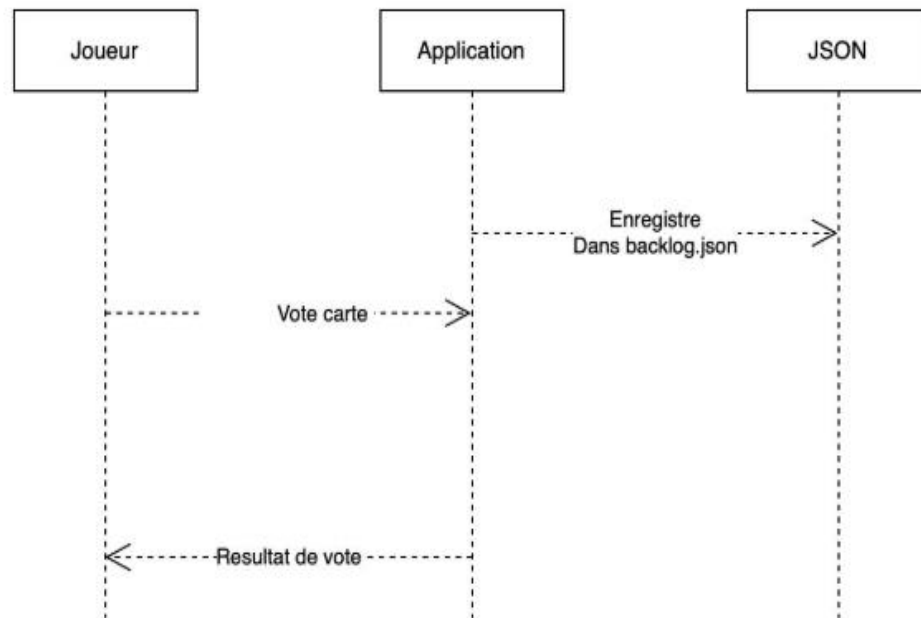 Joueur
Application
JSON
Enregistre
Dans backlog.json
Vote carte
Resultat de vote